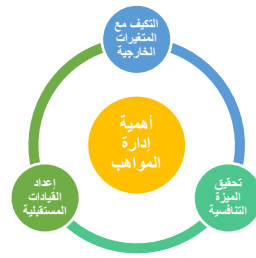 التكيف مع
المتغيرات
الخارجية
أهمية
إدارة
المواهب
تحقيق
الميزة
التنافسية
إعداد
القيادات
المستقبلية